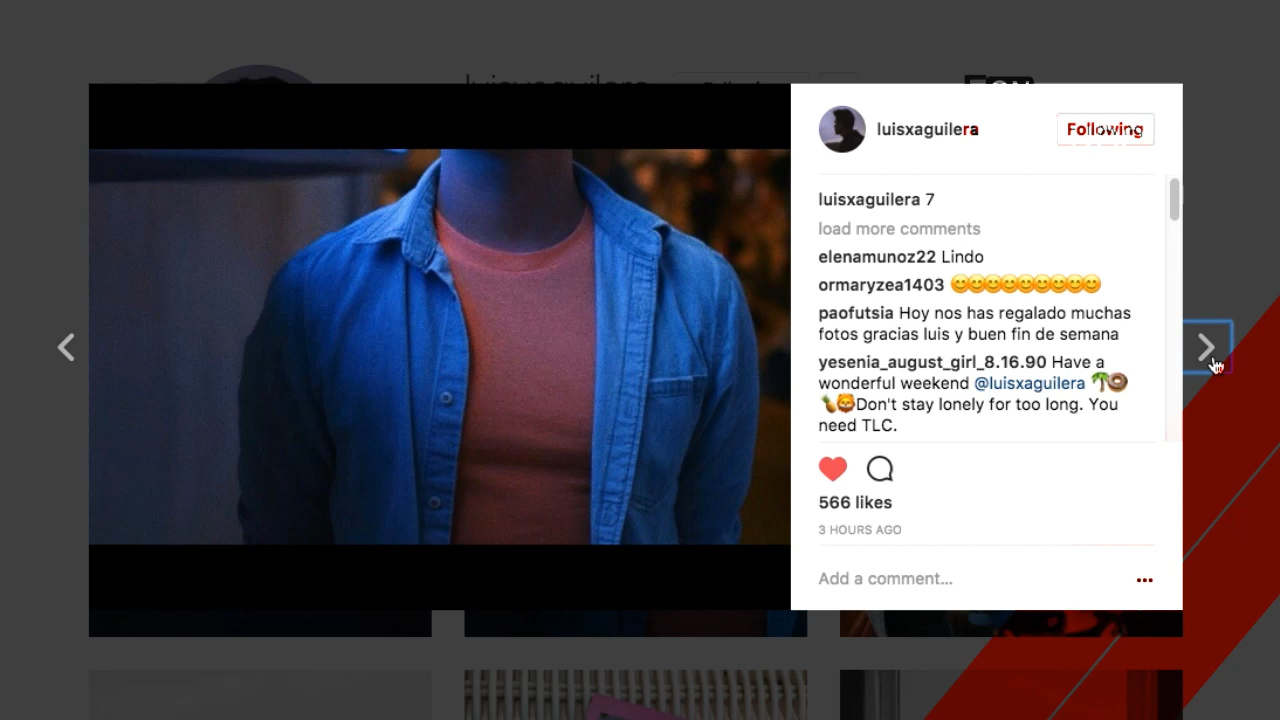 luisxaguilera
Following
luisxaguilera 7
load more comments
elenamunoz22 Lindo
ormaryzea1403 😊😊😊😊😊😊😊😊😊
paofutsia Hoy nos has regalado muchas
fotos gracias luis y buen fin de semana
yesenia_august_girl_8.16.90 Have a
wonderful weekend @luisxaguilera 🌴🍩
🍍🦁Don't stay lonely for too long. You
need TLC.
566 likes
3 HOURS AGO
Add a comment...